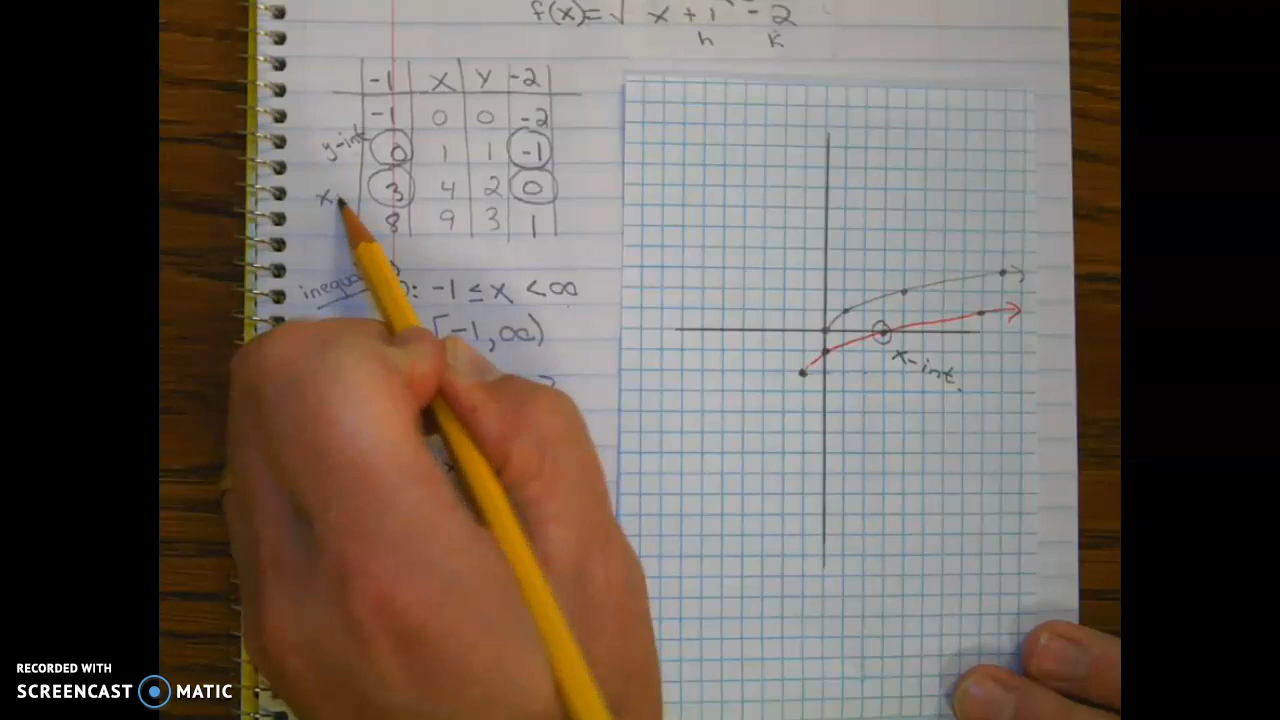 f(x)=√x+1 -2
h k
-1 X Y -2
-1 0 0 -2
y-int 0 1 1 -1
x 3 4 2 0
8 9 3 1
: -1 ≤ x < ∞
[-1, ∞)
x-int.
RECORDED WITH
SCREENCAST MATIC